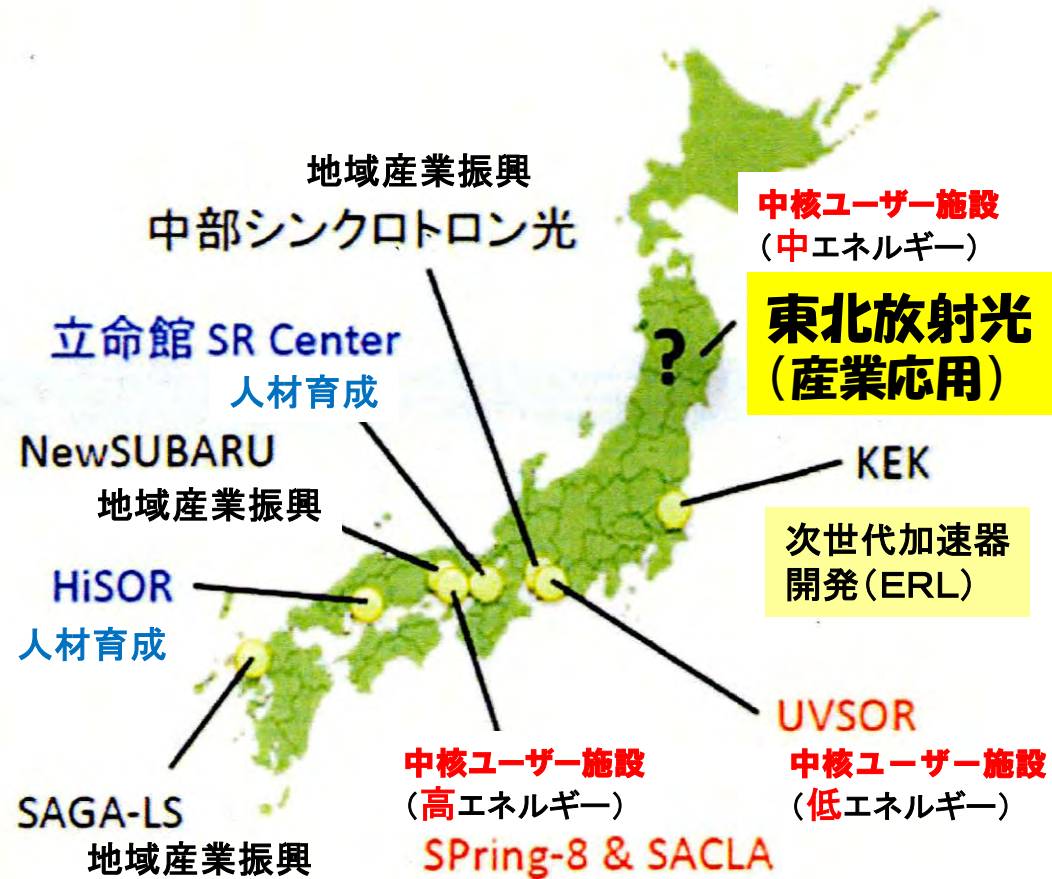 地域産業振興
中部シンクロトロン光
中核ユーザー施設
（中エネルギー）
東北放射光
（産業応用）
?
立命館 SR Center
人材育成
NewSUBARU
地域産業振興
KEK
次世代加速器
開発（ERL）
HiSOR
人材育成
UVSOR
中核ユーザー施設
（低エネルギー）
中核ユーザー施設
（高エネルギー）
SPring-8 & SACLA
SAGA-LS
地域産業振興